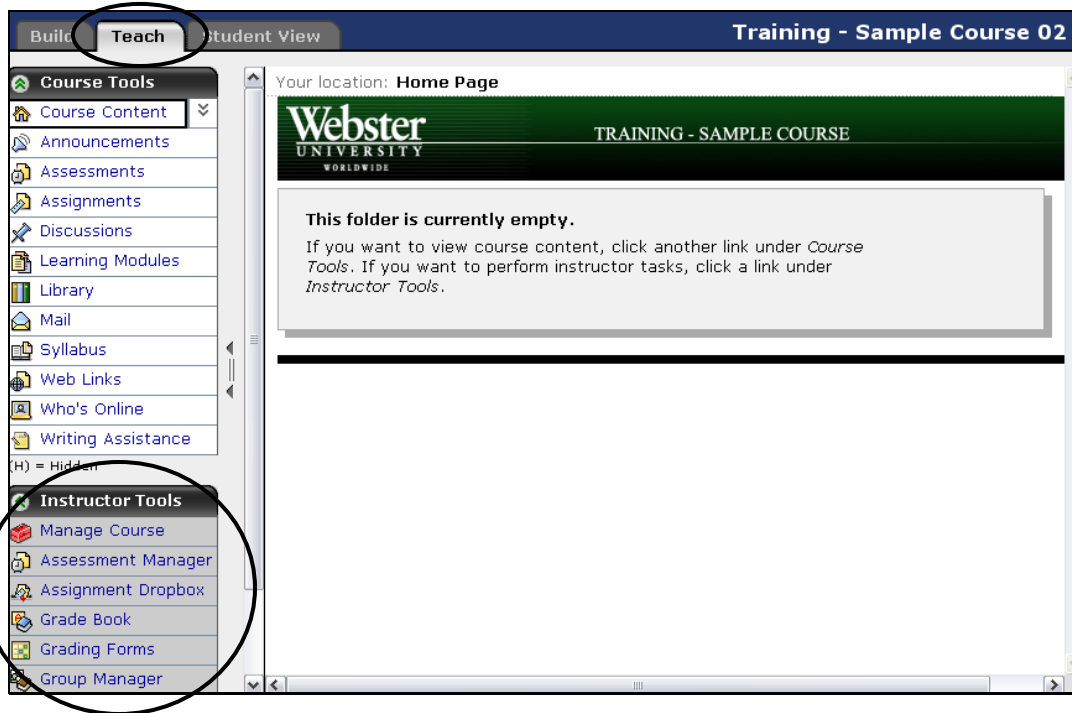 Build Teach Student View Training - Sample Course 02
Course Tools
Course Content
Announcements
Assessments
Assignments
Discussions
Learning Modules
Library
Mail
Syllabus
Web Links
Who's Online
Writing Assistance
(H) = Hidden
Instructor Tools
Manage Course
Assessment Manager
Assignment Dropbox
Grade Book
Grading Forms
Group Manager
Your location: Home Page
Webster
UNIVERSITY
WORLDWIDE
TRAINING - SAMPLE COURSE
This folder is currently empty.
If you want to view course content, click another link under Course
Tools. If you want to perform instructor tasks, click a link under
Instructor Tools.